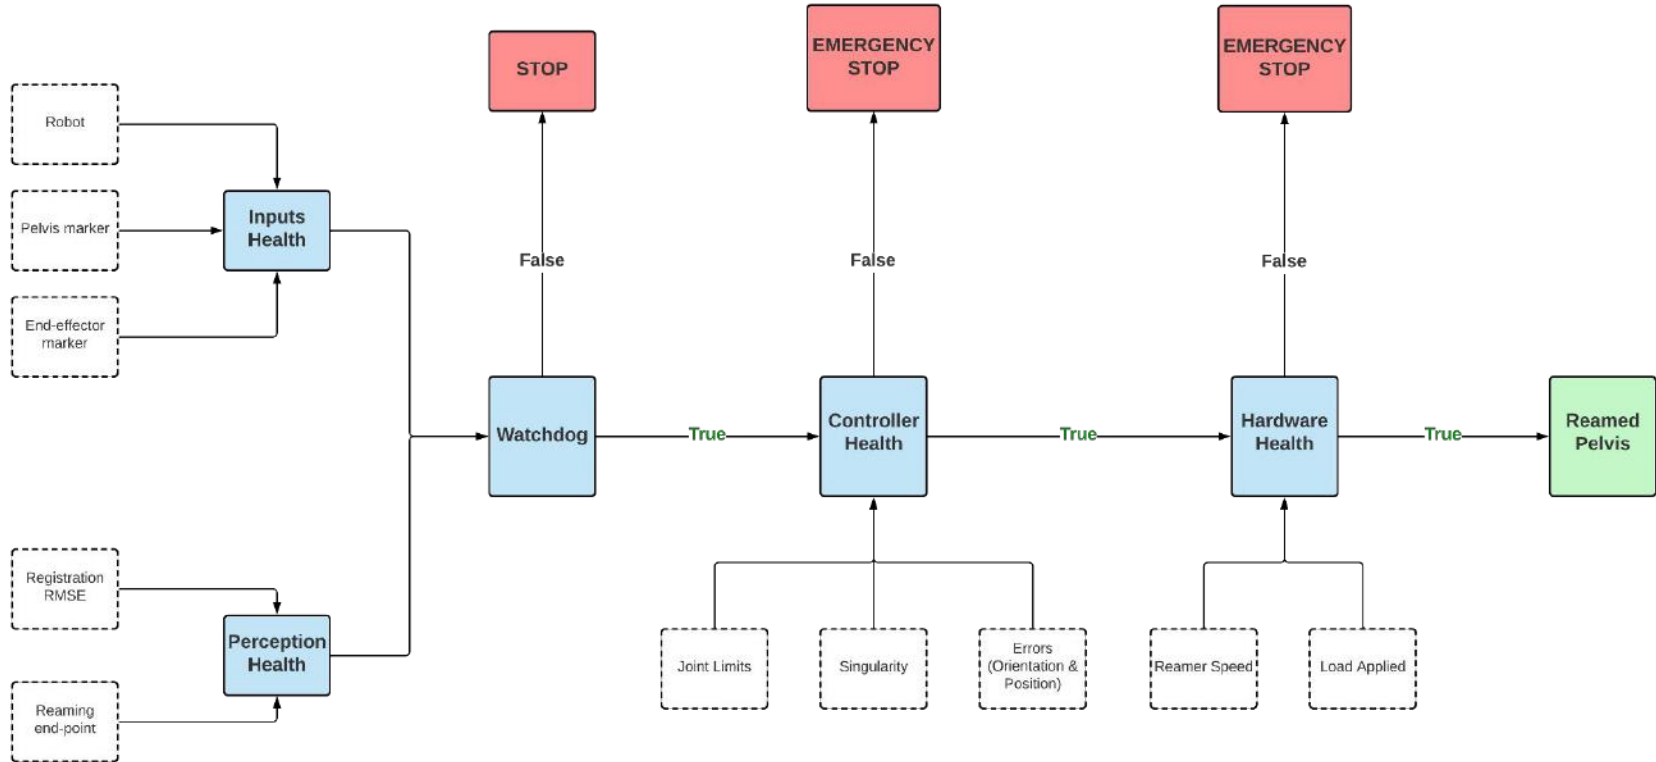 STOP
EMERGENCY
STOP
EMERGENCY
STOP
Robot
Pelvis marker
End-effector
marker
Inputs
Health
False
False
False
Watchdog
True
Controller
Health
True
Hardware
Health
True
Reamed
Pelvis
Registration
RMSE
Perception
Health
Reaming
end-point
Joint Limits
Singularity
Errors
(Orientation &
Position)
Reamer Speed
Load Applied